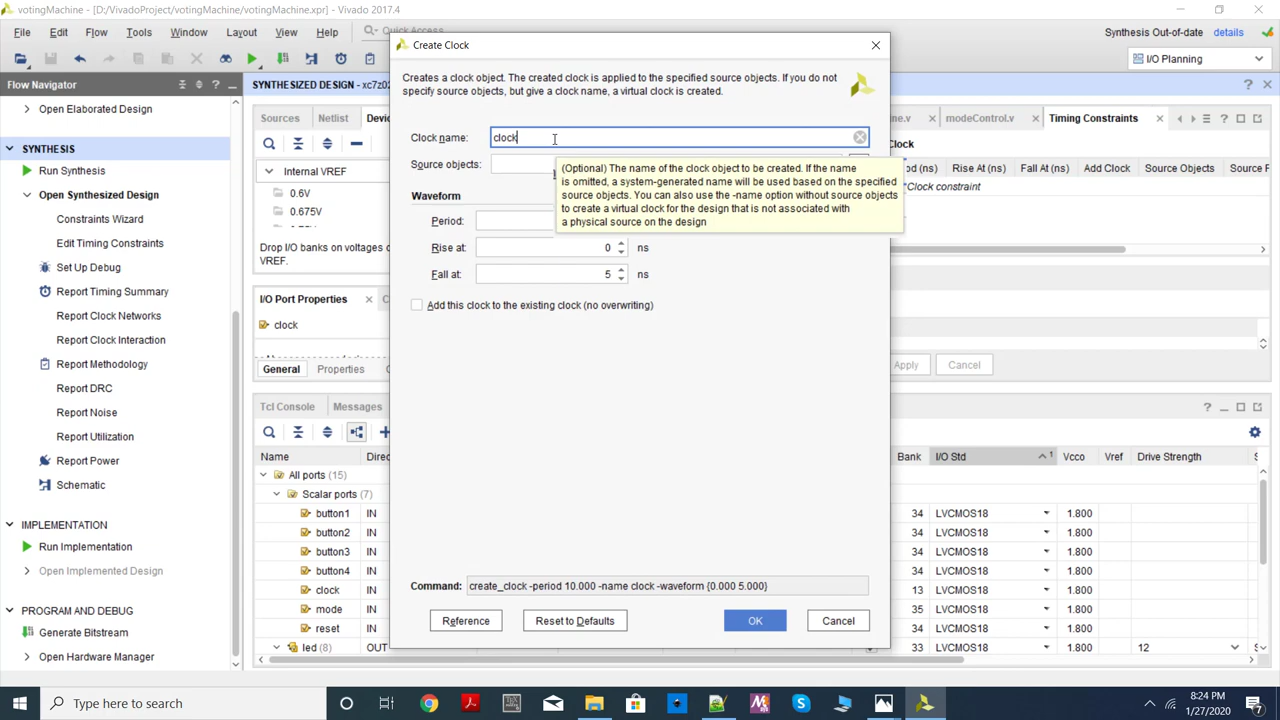 votingMachine - [D:/VivadoProject/votingMachine/votingMachine.xpr] - Vivado 2017.4
File Edit Flow Tools Window Layout View Help
Quick Access
Synthesis Out-of-date details
I/O Planning
Flow Navigator
Open Elaborated Design
SYNTHESIS
Run Synthesis
Open Synthesized Design
Constraints Wizard
Edit Timing Constraints
Set Up Debug
Report Timing Summary
Report Clock Networks
Report Clock Interaction
Report Methodology
Report DRC
Report Noise
Report Utilization
Report Power
Schematic
IMPLEMENTATION
Run Implementation
Open Implemented Design
PROGRAM AND DEBUG
Generate Bitstream
Open Hardware Manager
SYNTHESIZED DESIGN - xc7z02
Sources Netlist
Internal VREF
0.6V
0.675V
Drop I/O banks on voltages
VREF.
I/O Port Properties
clock
General Properties
Create Clock
Creates a clock object. The created clock is applied to the specified source objects. If you do not
specify source objects, but give a clock name, a virtual clock is created.
Clock name: clock
Source objects:
(Optional) The name of the clock object to be created. If the name
is omitted, a system-generated name will be used based on the specified
source objects. You can also use the -name option without source objects
to create a virtual clock for the design that is not associated with
a physical source on the design
Waveform
Period:
Rise at: 0 ns
Fall at: 5 ns
Add this clock to the existing clock (no overwriting)
Command: create_clock -period 10.000 -name clock -waveform {0.000 5.000}
Reference Reset to Defaults OK Cancel
modeControl.v Timing Constraints
Clock
Rise At (ns) Fall At (ns) Add Clock Source File
Clock constraint
Apply Cancel
Tcl Console Messages
Name Bank I/O Std 1 Vcco Vref Drive Strength
All ports (15)
Scalar ports (7)
button1 IN 34 LVCMOS18 1.800
button2 IN 34 LVCMOS18 1.800
button3 IN 34 LVCMOS18 1.800
button4 IN 34 LVCMOS18 1.800
clock IN 13 LVCMOS18 1.800
mode IN 35 LVCMOS18 1.800
reset IN 34 LVCMOS18 1.800
led (8) OUT 33 LVCMOS18 1.800 12
Type here to search
8:24 PM
1/27/2020